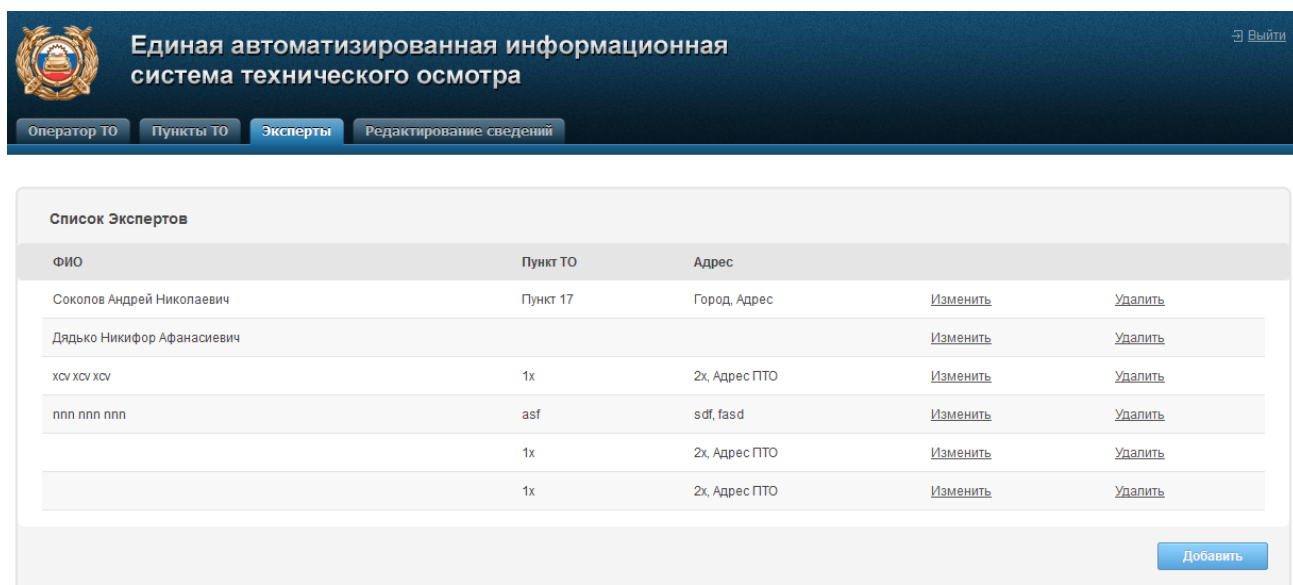 Единая автоматизированная информационная
система технического осмотра
Выйти
Оператор ТО Пункты ТО Эксперты Редактирование сведений
Список Экспертов
ФИО Пункт ТО Адрес
Соколов Андрей Николаевич Пункт 17 Город, Адрес Изменить Удалить
Дядько Никифор Афанасиевич Изменить Удалить
xcv xcv xcv 1x 2x, Адрес ПТО Изменить Удалить
nnn nnn nnn asf sdf, fasd Изменить Удалить
1x 2x, Адрес ПТО Изменить Удалить
1x 2x, Адрес ПТО Изменить Удалить
Добавить